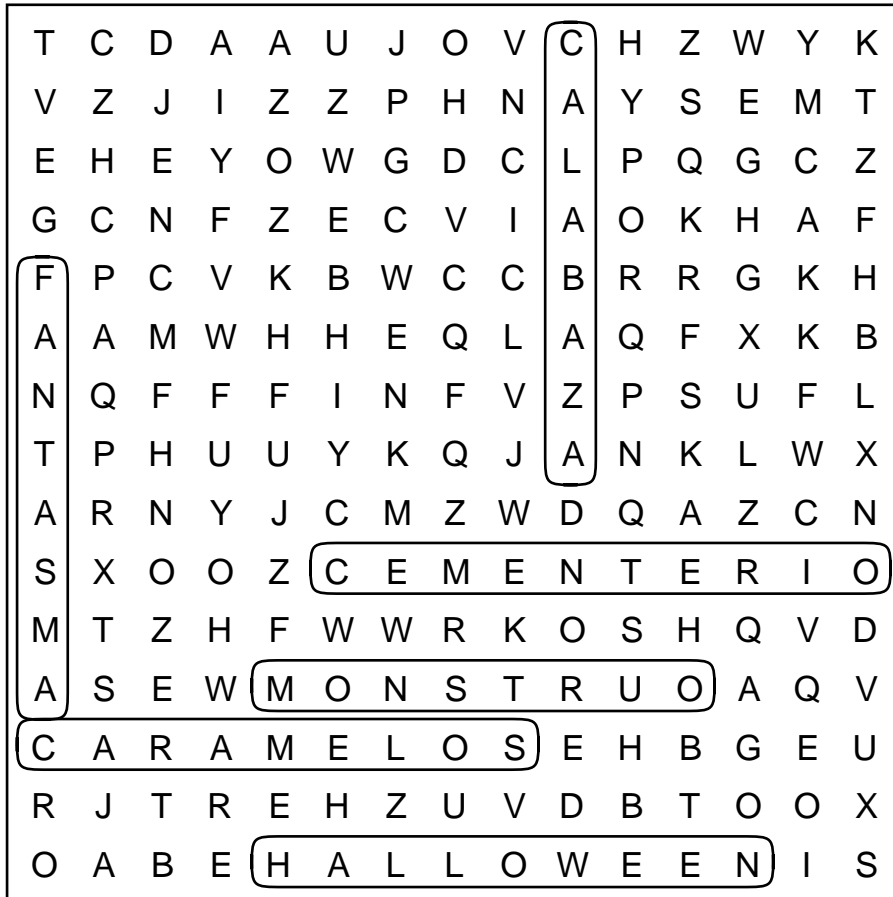 T C D A A U J O V C H Z W Y K
V Z J I Z Z P H N A Y S E M T
E H E Y O W G D C L P Q G C Z
G C N F Z E C V I A O K H A F
F P C V K B W C C B R R G K H
A A M W H H E Q L A Q F X K B
N Q F F F I N F V Z P S U F L
T P H U U Y K Q J A N K L W X
A R N Y J C M Z W D Q A Z C N
S X O O Z C E M E N T E R I O
M T Z H F W W R K O S H Q V D
A S E W M O N S T R U O A Q V
C A R A M E L O S E H B G E U
R J T R E H Z U V D B T O O X
O A B E H A L L O W E E N I S